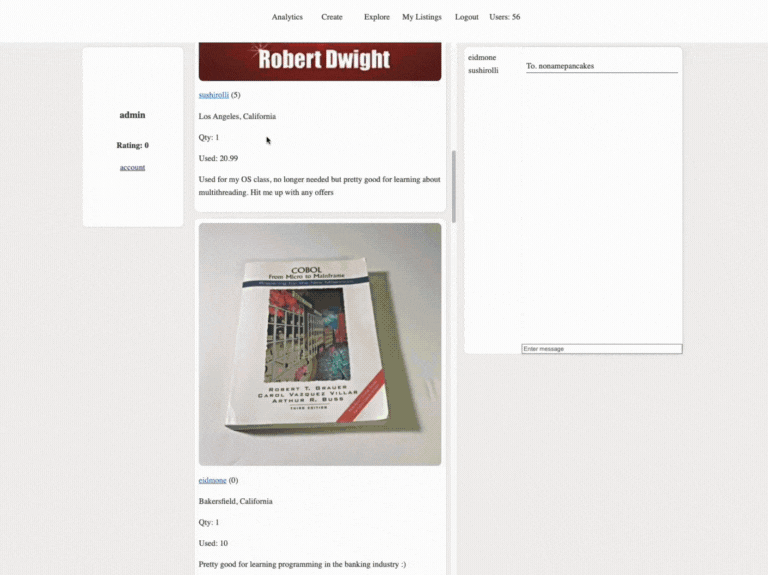 Analytics Create Explore My Listings Logout Users: 56
admin
Rating: 0
account
Robert Dwight
sushirolli (5)
Los Angeles, California
Qty: 1
Used: 20.99
Used for my OS class, no longer needed but pretty good for learning about
multithreading. Hit me up with any offers
COBOL
From Micro to Mainframe
ROBERT T. GRAUER
CAROL VAZQUEZ VILLAR
ARTHUR R. BUSS
THIRD EDITION
eidmone (0)
Bakersfield, California
Qty: 1
Used: 10
Pretty good for learning programming in the banking industry :)
eidmone
sushirolli
To. nonamepancakes
Enter message